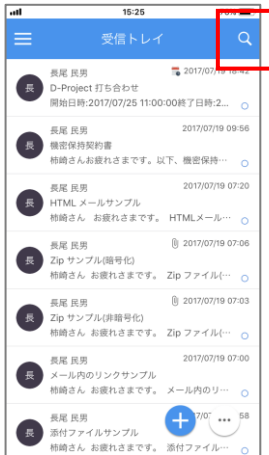 15:25
受信トレイ
長尾 民男
2017/07/19 18:42
D-Project 打ち合わせ
開始日時:2017/07/25 11:00:00終了日時:2...
長
長尾 民男
2017/07/19 09:56
機密保持契約書
柿崎さんお疲れさまです。以下、機密保持…
長
長尾 民男
2017/07/19 07:20
HTML メールサンプル
柿崎さん お疲れさまです。 HTMLメール…
長
長尾 民男
2017/07/19 07:06
Zip サンプル(暗号化)
柿崎さん お疲れさまです。 Zip ファイル(…
長
長尾 民男
2017/07/19 07:03
Zip サンプル(非暗号化)
柿崎さん お疲れさまです。 Zip ファイル(…
長
長尾 民男
2017/07/19 07:00
メール内のリンクサンプル
柿崎さん お疲れさまです。 メール内のリ…
長
長尾 民男
58
添付ファイルサンプル
柿崎さん お疲れさまです。 添付ファイル…
長